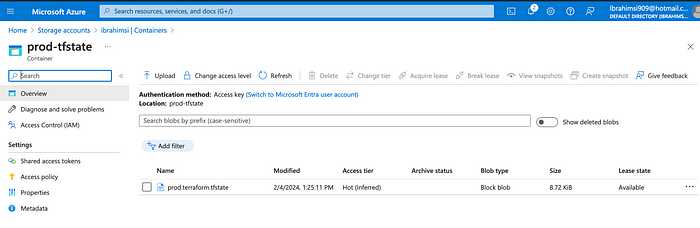 Microsoft Azure
Search resources, services, and docs (G+/)
2
Ibrahimsi909@hotmail.c...
DEFAULT DIRECTORY (IBRAHIMS...
Home > Storage accounts > ibrahimsi | Containers >
prod-tfstate ...
Container
Search
Overview
Diagnose and solve problems
Access Control (IAM)
Settings
Shared access tokens
Access policy
Properties
Metadata
Upload Change access level Refresh Delete Change tier Acquire lease Break lease View snapshots Create snapshot Give feedback
Authentication method: Access key (Switch to Microsoft Entra user account)
Location: prod-tfstate
Search blobs by prefix (case-sensitive)
Show deleted blobs
Add filter
Name Modified Access tier Archive status Blob type Size Lease state
prod.terraform.tfstate 2/4/2024, 1:25:11 PM Hot (Inferred) Block blob 8.72 KiB Available ...